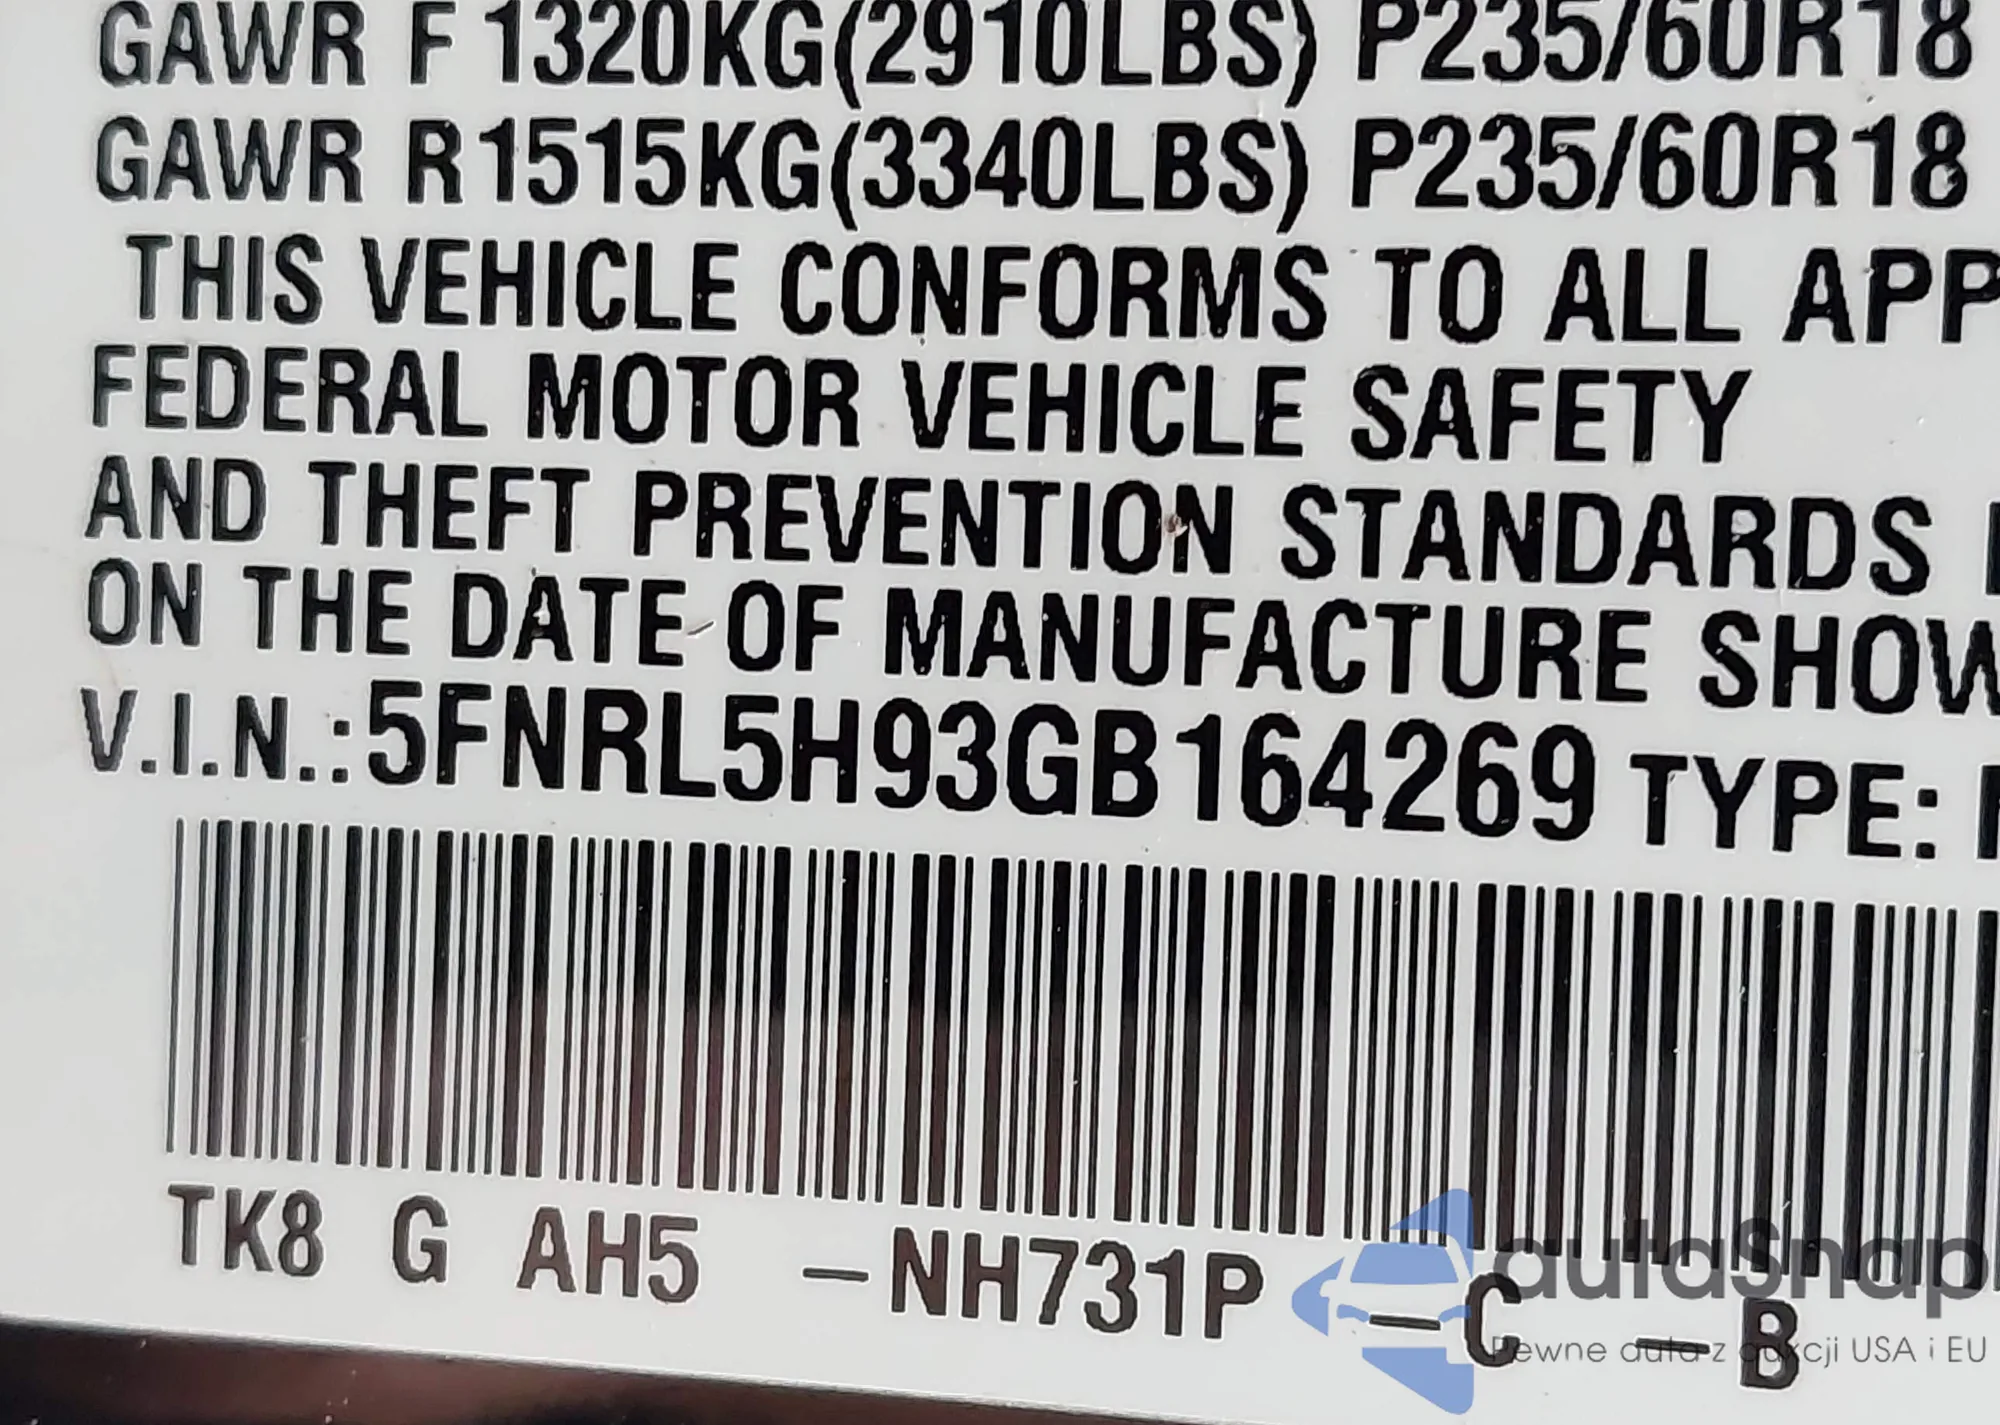 GAWR F 1320KG(2910LBS) P235/60R18
GAWR R1515KG(3340LBS) P235/60R18
THIS VEHICLE CONFORMS TO ALL APP
FEDERAL MOTOR VEHICLE SAFETY
AND THEFT PREVENTION STANDARDS
ON THE DATE OF MANUFACTURE SHOW
V.I.N.:5FNRL5H93GB164269 TYPE:
TK8 G AH5 -NH731P -C -B
autaSnap
Pewne auta z aukcji USA i EU